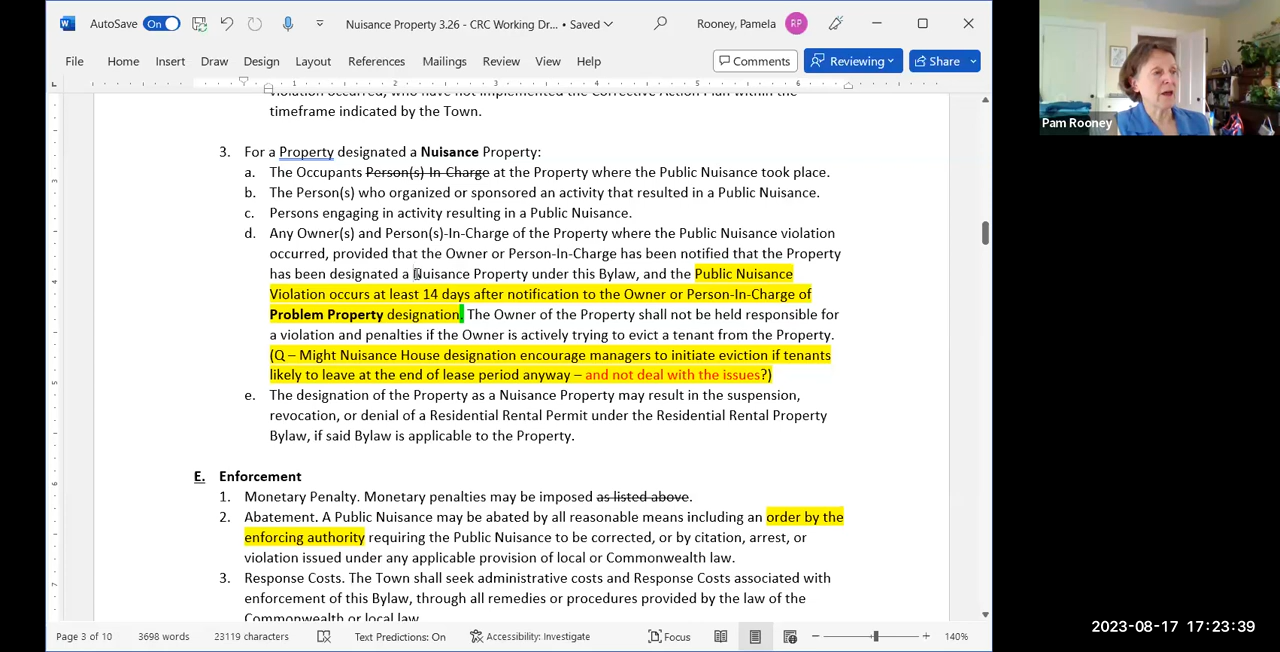 AutoSave On
Nuisance Property 3.26 - CRC Working Dr... • Saved
Rooney, Pamela
RP
File Home Insert Draw Design Layout References Mailings Review View Help
Comments
Reviewing
Share
1 2 3 4 5 6
violation occurred, who have not implemented the Corrective Action Plan within the
timeframe indicated by the Town.
3. For a Property designated a Nuisance Property:
a. The Occupants Person(s) In Charge at the Property where the Public Nuisance took place.
b. The Person(s) who organized or sponsored an activity that resulted in a Public Nuisance.
c. Persons engaging in activity resulting in a Public Nuisance.
d. Any Owner(s) and Person(s)-In-Charge of the Property where the Public Nuisance violation
occurred, provided that the Owner or Person-In-Charge has been notified that the Property
has been designated a Nuisance Property under this Bylaw, and the Public Nuisance
Violation occurs at least 14 days after notification to the Owner or Person-In-Charge of
Problem Property designation. The Owner of the Property shall not be held responsible for
a violation and penalties if the Owner is actively trying to evict a tenant from the Property.
(Q – Might Nuisance House designation encourage managers to initiate eviction if tenants
likely to leave at the end of lease period anyway – and not deal with the issues?)
e. The designation of the Property as a Nuisance Property may result in the suspension,
revocation, or denial of a Residential Rental Permit under the Residential Rental Property
Bylaw, if said Bylaw is applicable to the Property.
E. Enforcement
1. Monetary Penalty. Monetary penalties may be imposed as listed above.
2. Abatement. A Public Nuisance may be abated by all reasonable means including an order by the
enforcing authority requiring the Public Nuisance to be corrected, or by citation, arrest, or
violation issued under any applicable provision of local or Commonwealth law.
3. Response Costs. The Town shall seek administrative costs and Response Costs associated with
enforcement of this Bylaw, through all remedies or procedures provided by the law of the
Commonwealth or local law.
Page 3 of 10 3698 words 23119 characters Text Predictions: On Accessibility: Investigate Focus 140%
Pam Rooney
2023-08-17 17:23:39